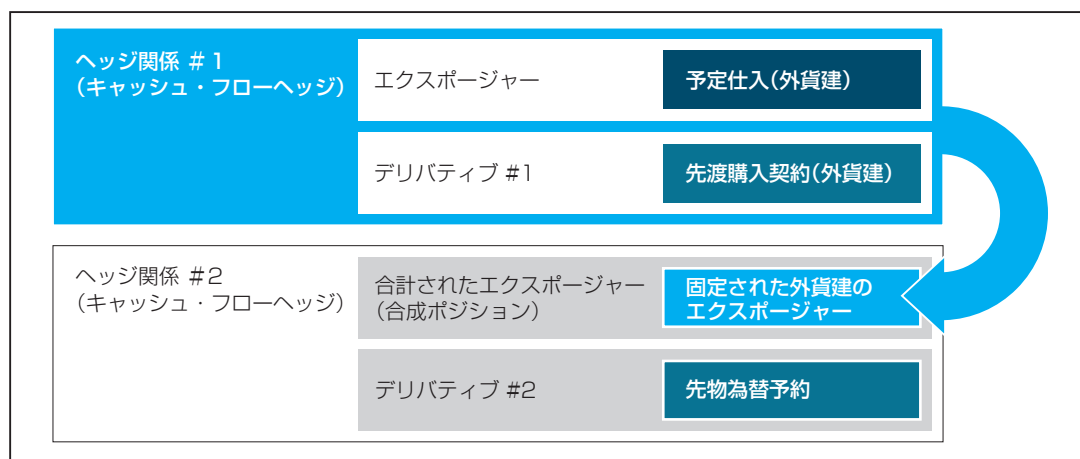 ヘッジ関係 #1
(キャッシュ・フローヘッジ)
エクスポージャー
予定仕入(外貨建)
デリバティブ #1
先渡購入契約(外貨建)
ヘッジ関係 #2
(キャッシュ・フローヘッジ)
合計されたエクスポージャー
(合成ポジション)
固定された外貨建の
エクスポージャー
デリバティブ #2
先物為替予約